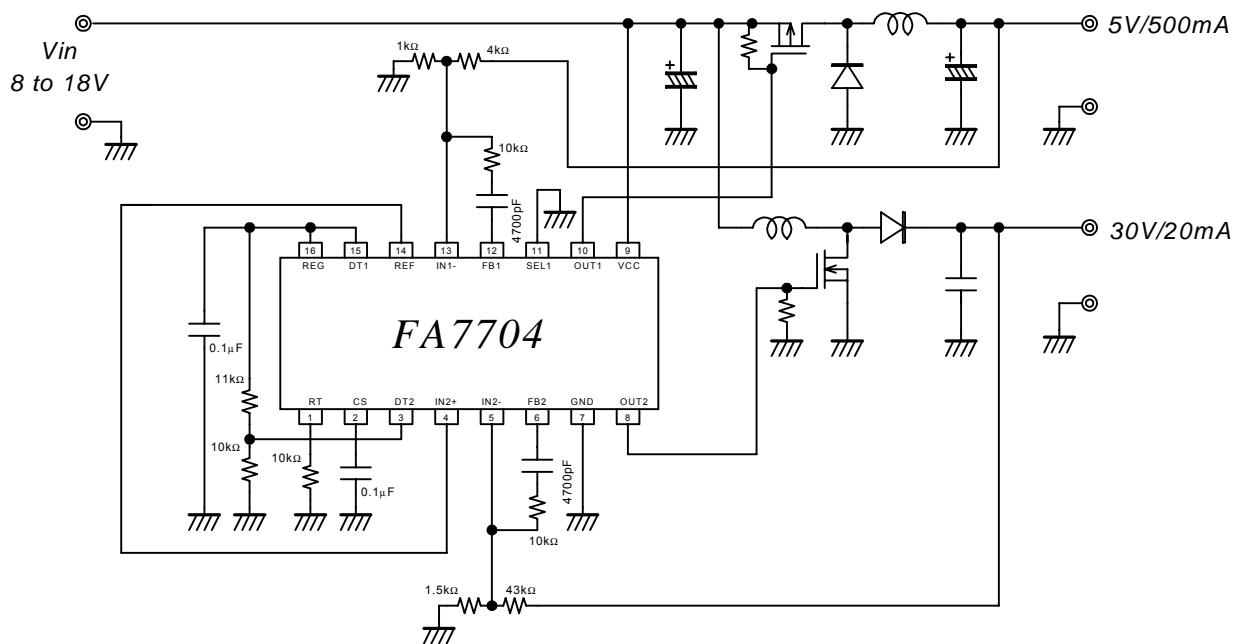 Vin
8 to 18V
5V/500mA
1kΩ
4kΩ
+
+
10kΩ
4700pF
30V/20mA
16
15
14
13
12
11
10
9
REG
DT1
REF
IN1-
FB1
SEL1
OUT1
VCC
FA7704
0.1µF
11kΩ
RT
CS
DT2
IN2+
IN2-
FB2
GND
OUT2
1
2
3
4
5
6
7
8
10kΩ
10kΩ
0.1µF
4700pF
10kΩ
1.5kΩ
43kΩ